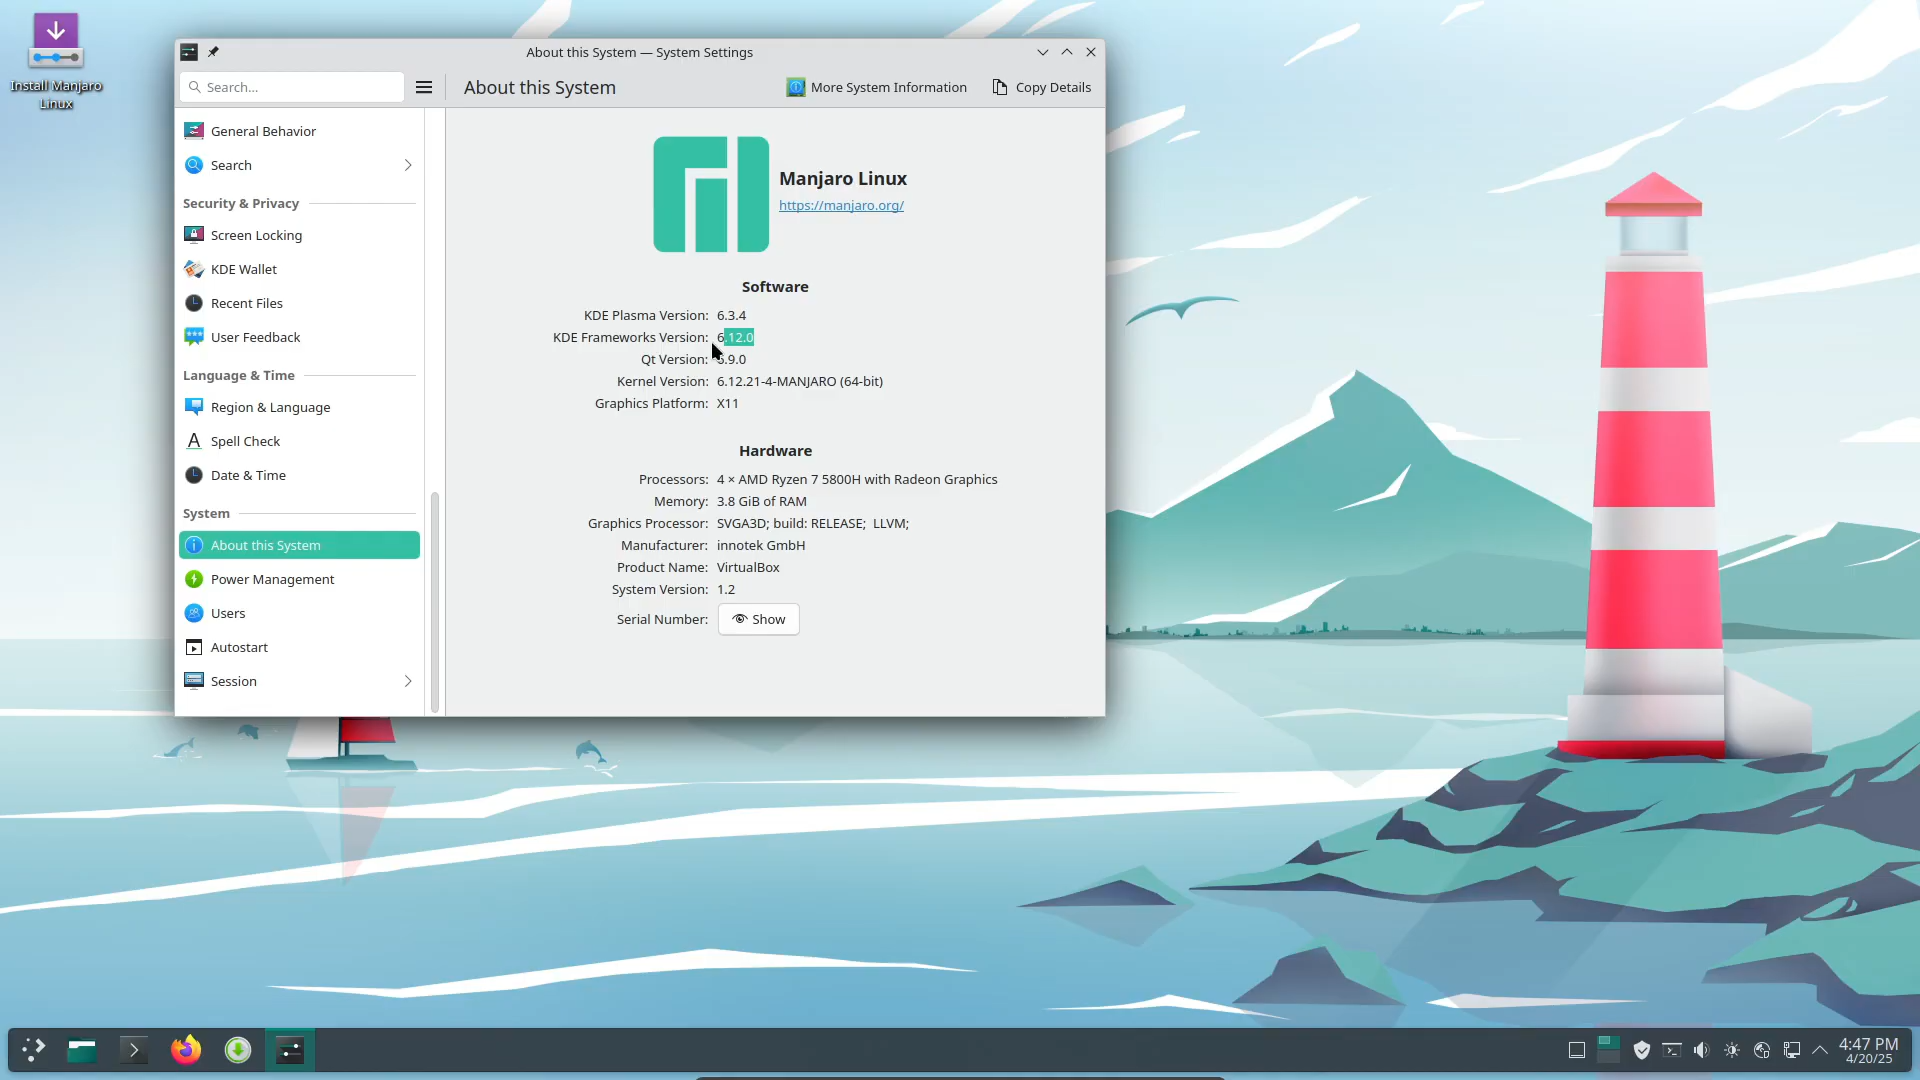 Install Manjaro
Linux
About this System — System Settings
Search...
About this System
More System Information
Copy Details
General Behavior
Search
Security & Privacy
Screen Locking
KDE Wallet
Recent Files
User Feedback
Language & Time
Region & Language
Spell Check
Date & Time
System
About this System
Power Management
Users
Autostart
Session
Manjaro Linux
https://manjaro.org/
Software
KDE Plasma Version: 6.3.4
KDE Frameworks Version: 6.12.0
Qt Version: 6.9.0
Kernel Version: 6.12.21-4-MANJARO (64-bit)
Graphics Platform: X11
Hardware
Processors: 4 × AMD Ryzen 7 5800H with Radeon Graphics
Memory: 3.8 GiB of RAM
Graphics Processor: SVGA3D; build: RELEASE;  LLVM;
Manufacturer: innotek GmbH
Product Name: VirtualBox
System Version: 1.2
Serial Number: Show
4:47 PM
4/20/25